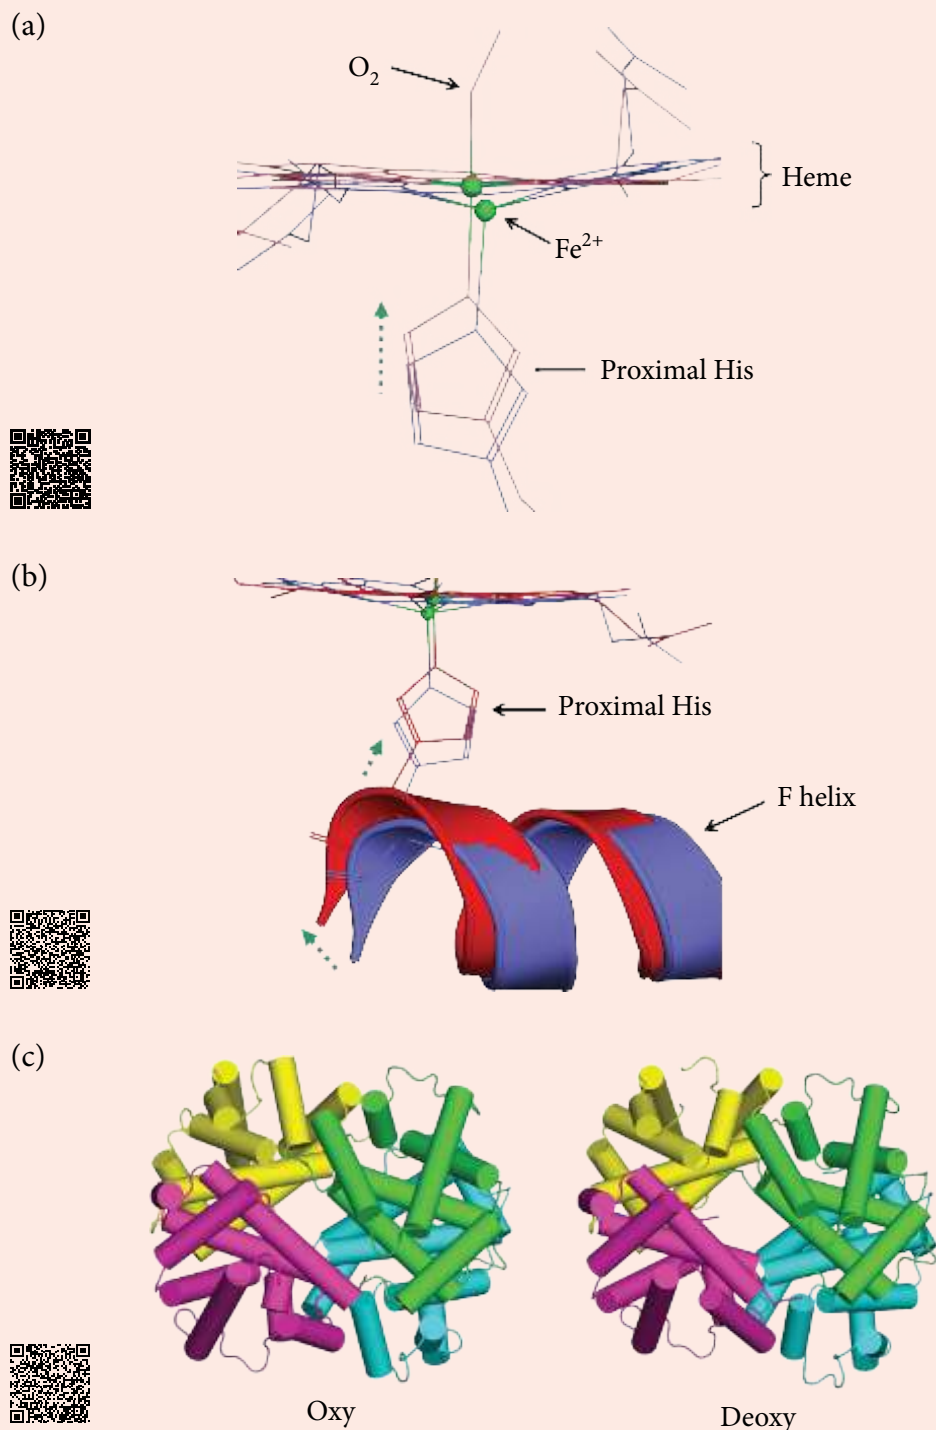 (a)
O₂
Heme
Fe²⁺
Proximal His
(b)
Proximal His
F helix
(c)
Oxy
Deoxy